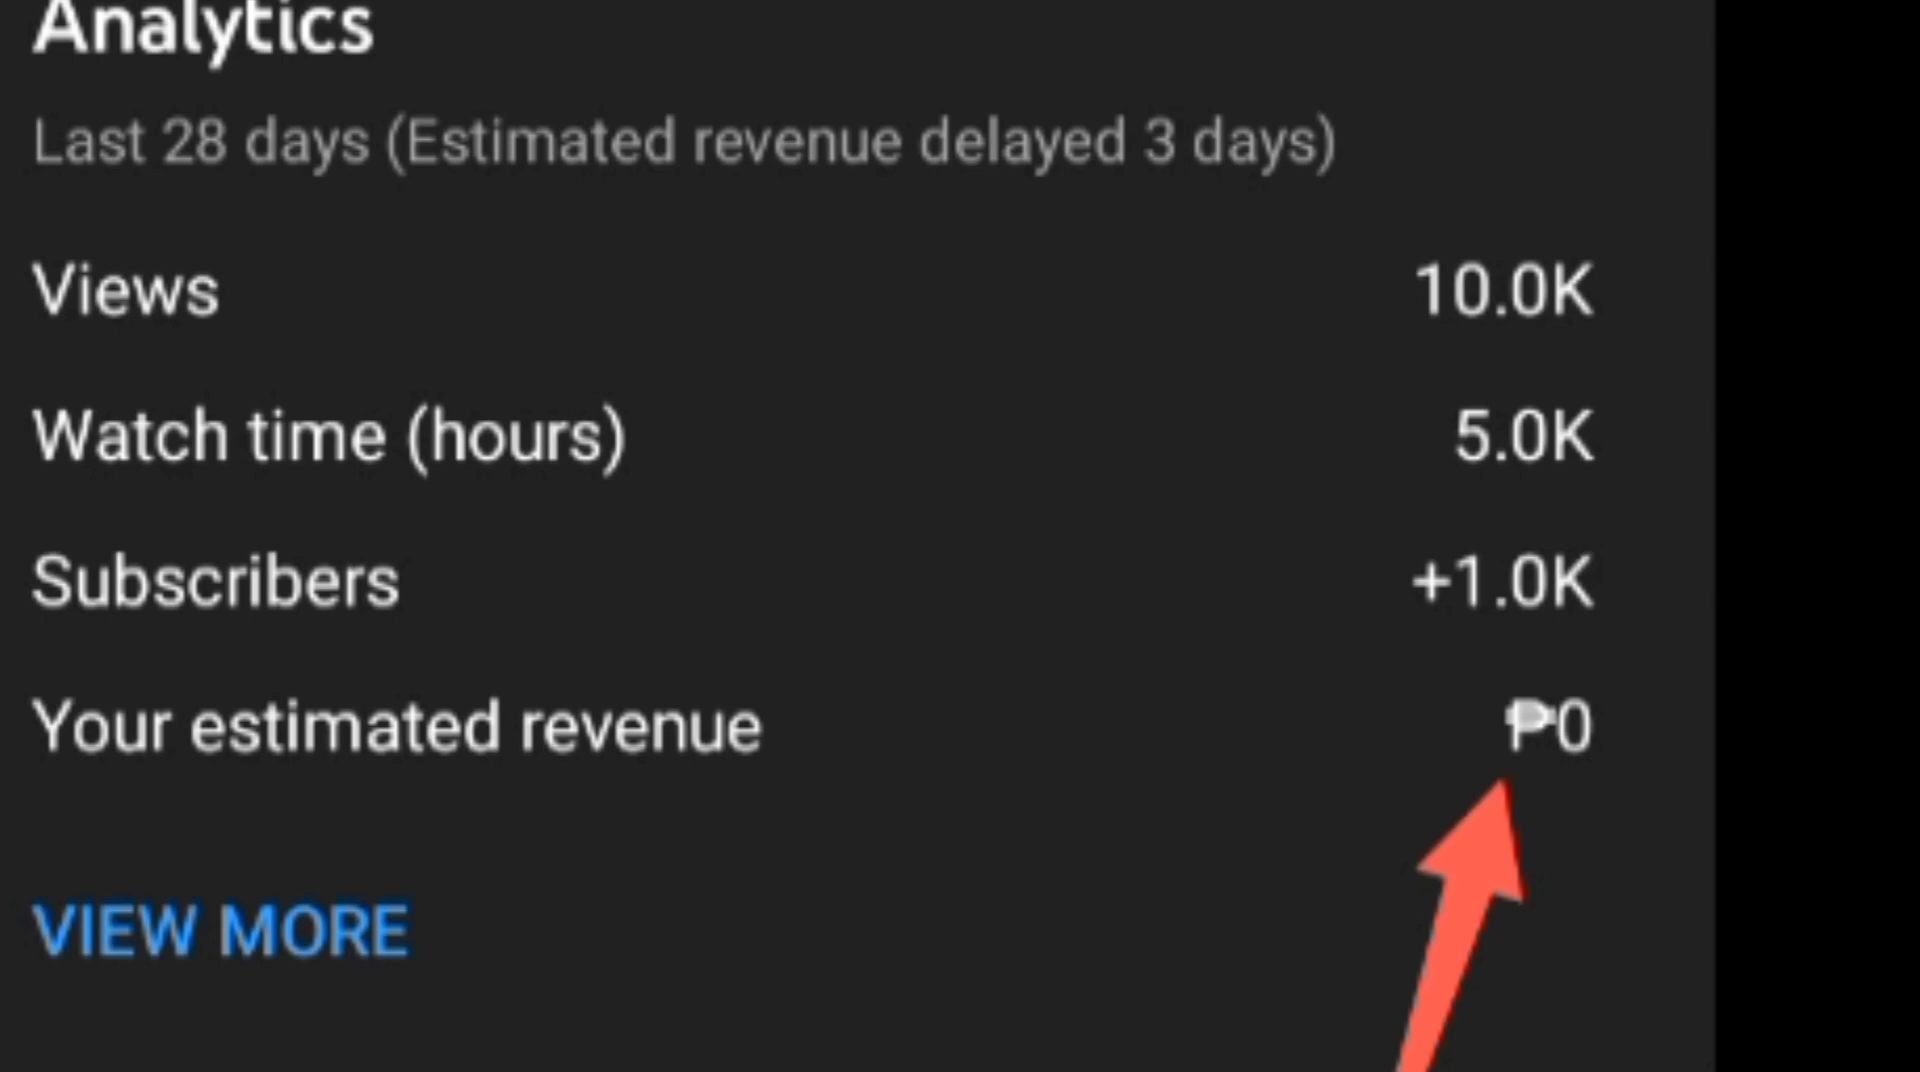 Analytics
Last 28 days (Estimated revenue delayed 3 days)
Views 10.0K
Watch time (hours) 5.0K
Subscribers +1.0K
Your estimated revenue ₱0
VIEW MORE